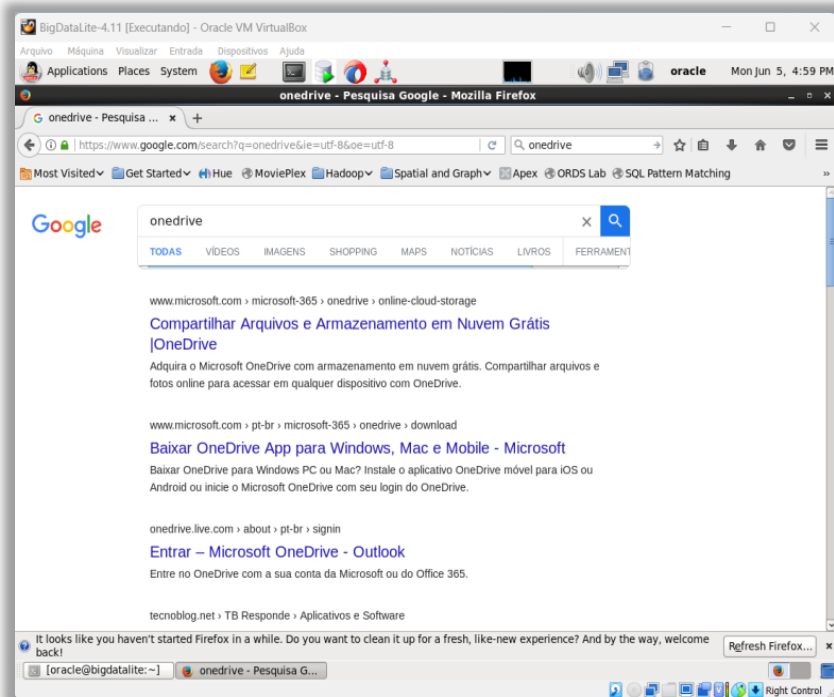 BigDataLite-4.11 [Executando] - Oracle VM VirtualBox
Arquivo Máquina Visualizar Entrada Dispositivos Ajuda
Applications Places System oracle Mon Jun 5, 4:59 PM
onedrive - Pesquisa Google - Mozilla Firefox
G onedrive - Pesquisa ...
https://www.google.com/search?q=onedrive&ie=utf-8&oe=utf-8 onedrive
Most Visited Get Started Hue MoviePlex Hadoop Spatial and Graph Apex ORDS Lab SQL Pattern Matching »
Google onedrive
TODAS VÍDEOS IMAGENS SHOPPING MAPS NOTÍCIAS LIVROS FERRAMENT
www.microsoft.com › microsoft-365 › onedrive › online-cloud-storage
Compartilhar Arquivos e Armazenamento em Nuvem Grátis
|OneDrive
Adquira o Microsoft OneDrive com armazenamento em nuvem grátis. Compartilhar arquivos e
fotos online para acessar em qualquer dispositivo com OneDrive.
www.microsoft.com › pt-br › microsoft-365 › onedrive › download
Baixar OneDrive App para Windows, Mac e Mobile - Microsoft
Baixar OneDrive para Windows PC ou Mac? Instale o aplicativo OneDrive móvel para iOS ou
Android ou inicie o Microsoft OneDrive com seu login do OneDrive.
onedrive.live.com › about › pt-br › signin
Entrar – Microsoft OneDrive - Outlook
Entre no OneDrive com a sua conta da Microsoft ou do Office 365.
tecnoblog.net › TB Responde › Aplicativos e Software
It looks like you haven't started Firefox in a while. Do you want to clean it up for a fresh, like-new experience? And by the way, welcome
back!
Refresh Firefox...
[oracle@bigdatalite:~] onedrive - Pesquisa G...
Right Control